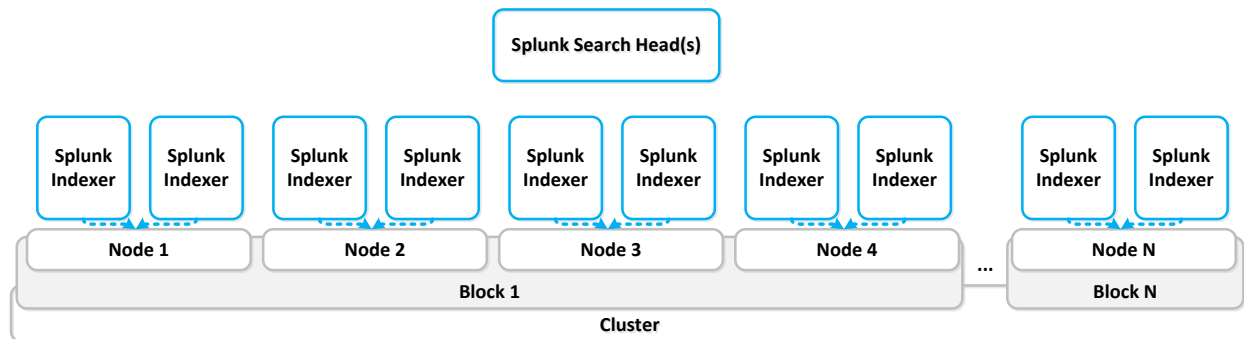 Splunk Search Head(s)
Splunk Splunk Splunk Splunk Splunk Splunk Splunk Splunk Splunk Splunk
Indexer Indexer Indexer Indexer Indexer Indexer Indexer Indexer Indexer Indexer
Node 1 Node 2 Node 3 Node 4 Node N
...
Block 1 Block N
Cluster